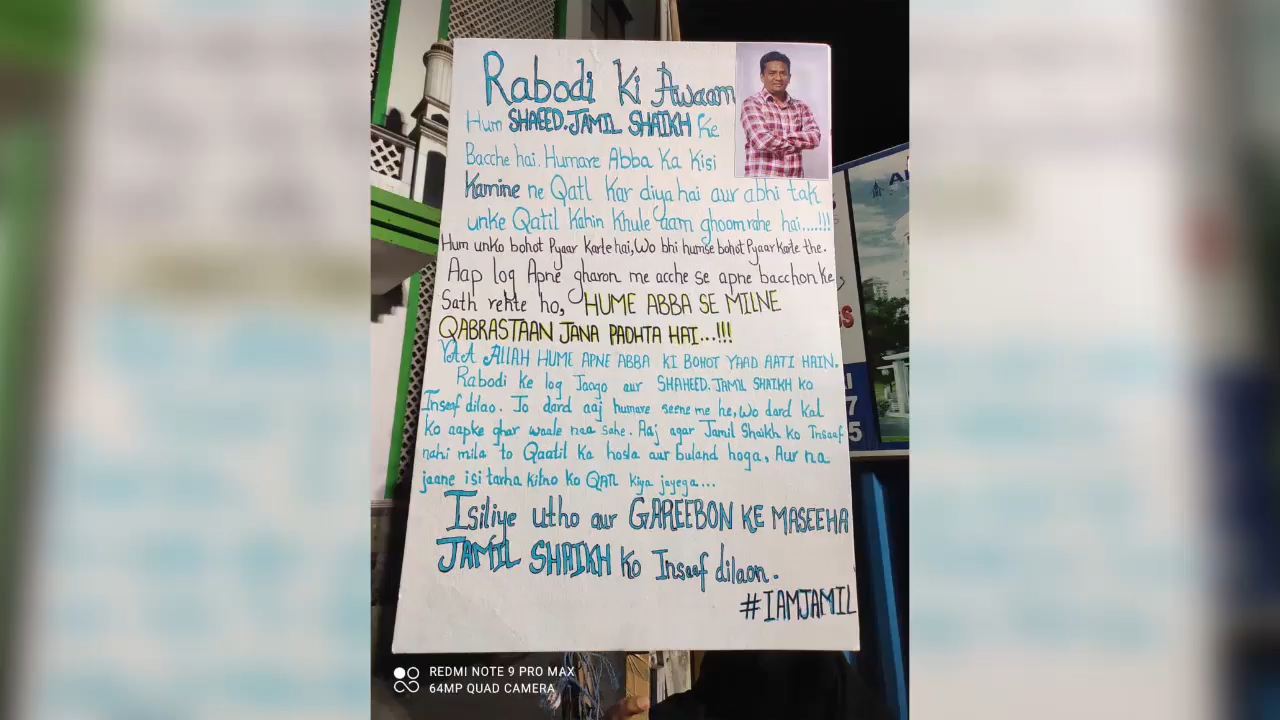 Rabodi Ki Awaam
Hum SHAEED.JAMIL SHAIKH Ke
Bacche hai. Humare Abba Ka Kisi
Kamine ne Qatl Kar diya hai aur abhi tak
unke Qatil Kahin Khule aam ghoom rahe hai.....!!!
Hum unko bohot Pyaar Karte hai, Wo bhi humse bohot Pyaar Karte the.
Aap log Apne gharon me acche se apne bacchon ke
Sath rehte ho, HUME ABBA SE MILNE
QABRASTAAN JANA PADHTA HAI...!!!
YAA ALLAH HUME APNE ABBA KI BOHOT YAAD AATI HAIN.
Rabodi ke log Jaago aur SHAHEED.JAMIL SHAIKH KO
Insaaf dilao. Jo dard aaj humare seene me he, Wo dard kal
Ko aapke ghar waale naa sahe. Aaj agar Jamil Shaikh Ko Insaaf
nahi mila to Qaatil Ka hosla aur buland hoga, Aur na
jaane isi tarha kitno ko QATL kiya jayega...
Isiliye utho aur GAREEBON KE MASEEHA
JAMIL SHAIKH Ko Insaaf dilaon.
#IAMJAMIL
REDMI NOTE 9 PRO MAX
64MP QUAD CAMERA